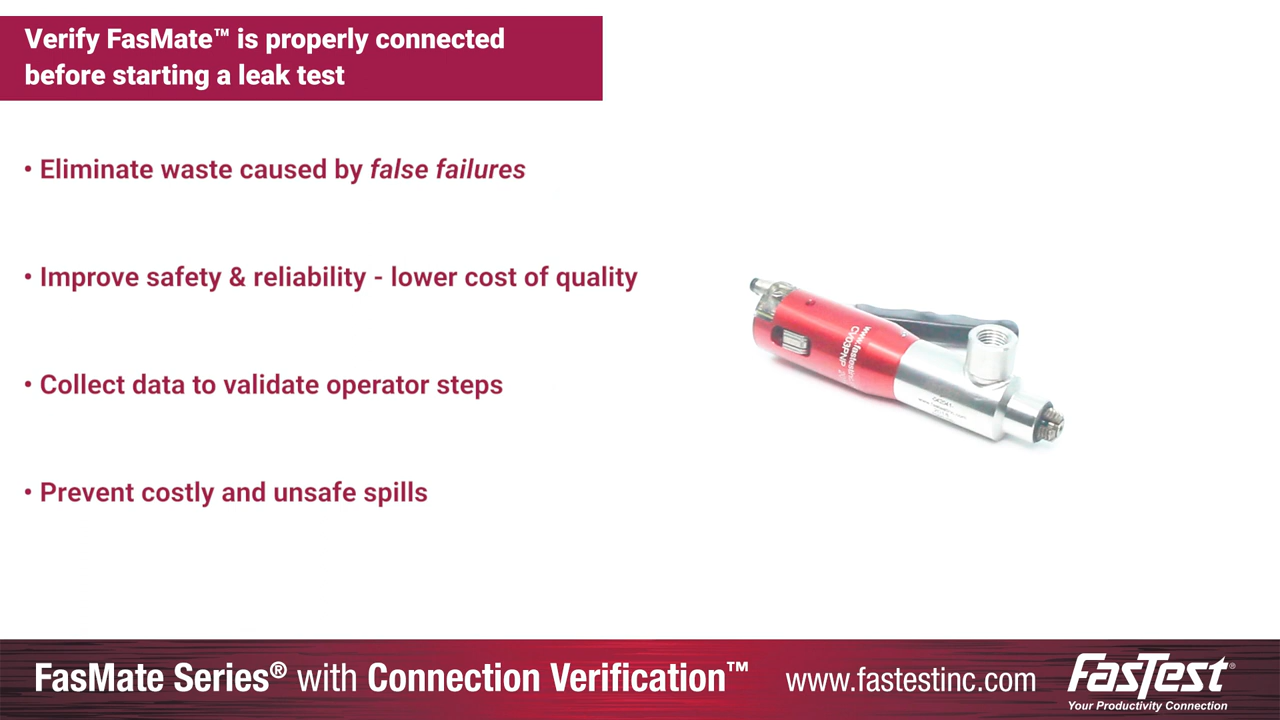 Verify FasMate™ is properly connected
before starting a leak test
• Eliminate waste caused by false failures
• Improve safety & reliability - lower cost of quality
• Collect data to validate operator steps
• Prevent costly and unsafe spills
CV03PNP
FasMate Series® with Connection Verification™
www.fastestinc.com
FasTest®
Your Productivity Connection